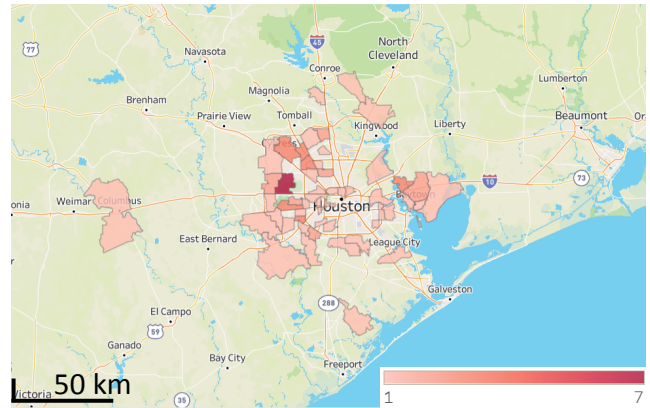 North
Cleveland
77
45
Navasota
Conroe
Lumberton
Magnolia
Brenham
Tomball
Beaumont
Prairie View
Kingwood
Liberty
10
73
Weimar
Columbus
Houston
East Bernard
League City
Galveston
288
El Campo
59
Ganado
Bay City
Freeport
50 km
35
Victoria
1
7